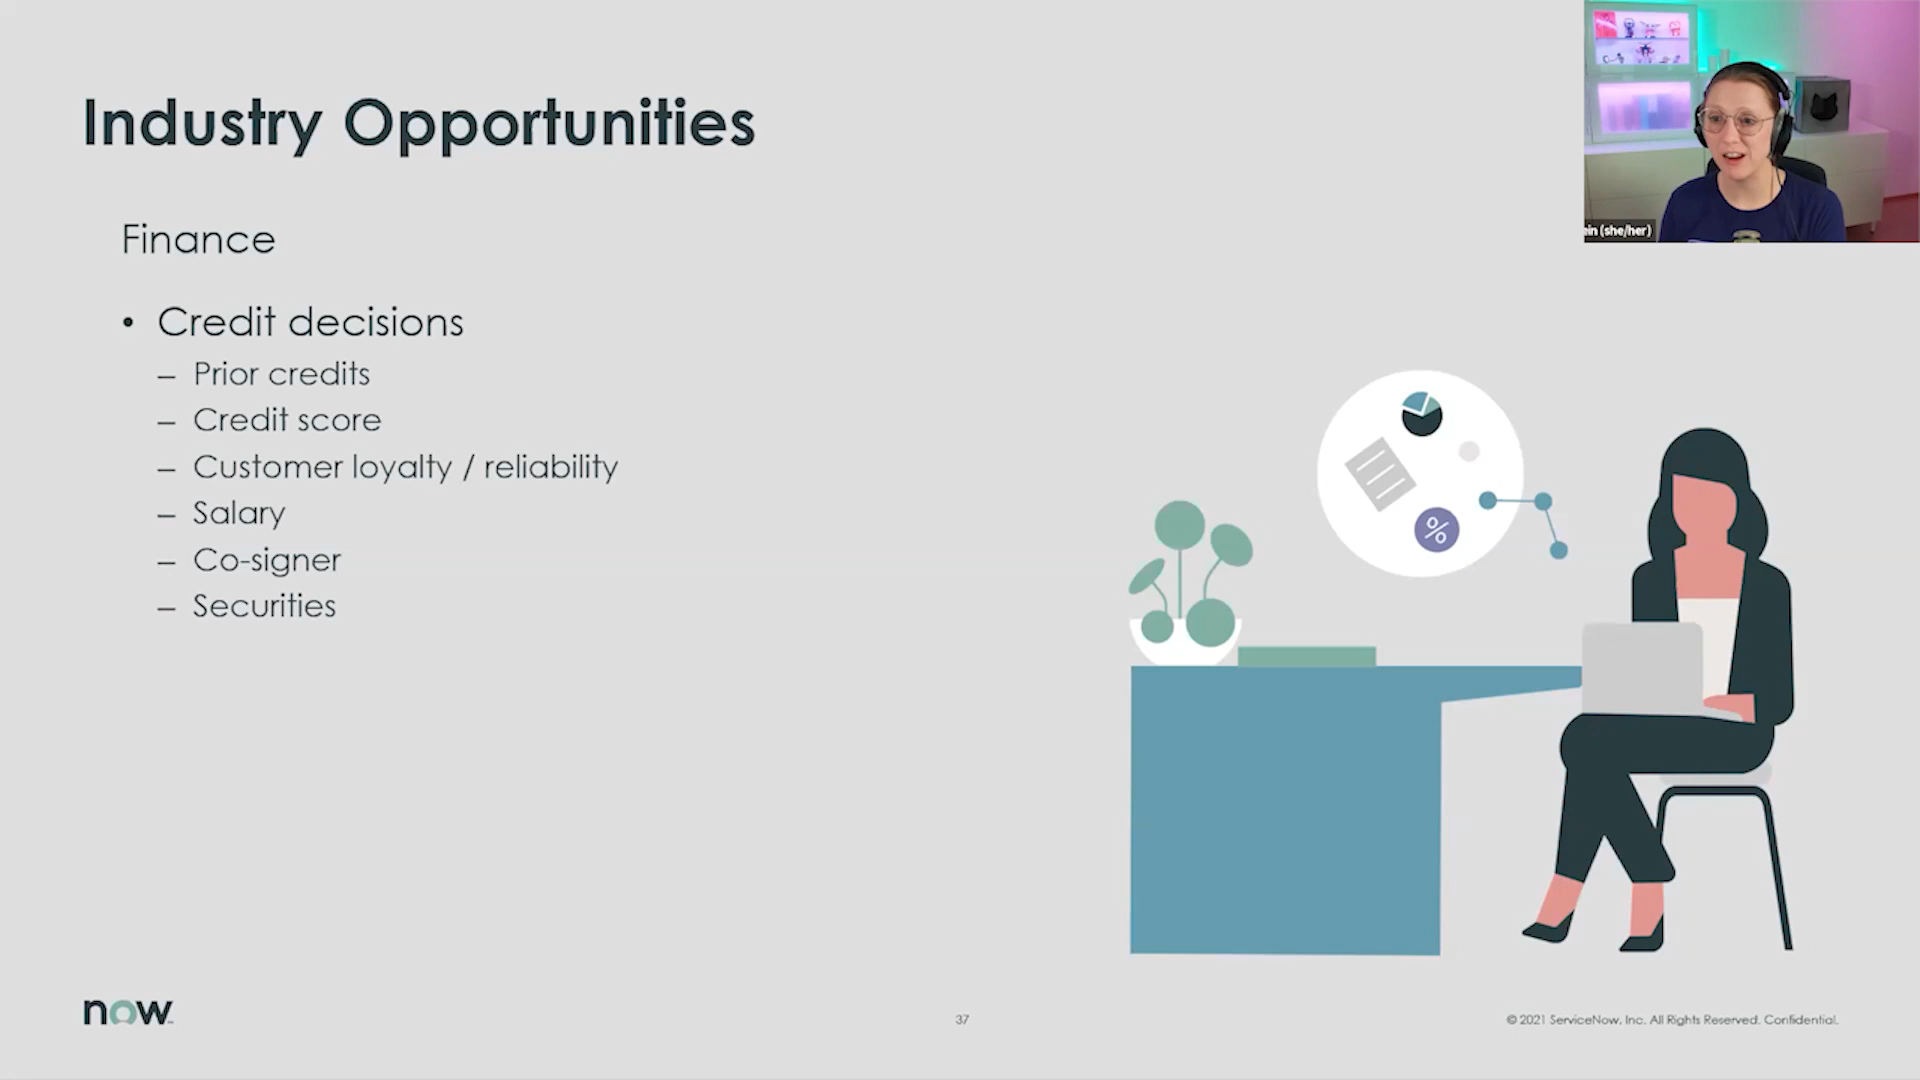 Industry Opportunities
(she/her)
Finance
• Credit decisions
– Prior credits
– Credit score
– Customer loyalty / reliability
– Salary
– Co-signer
– Securities
%
now
37
© 2021 ServiceNow, Inc. All Rights Reserved. Confidential.